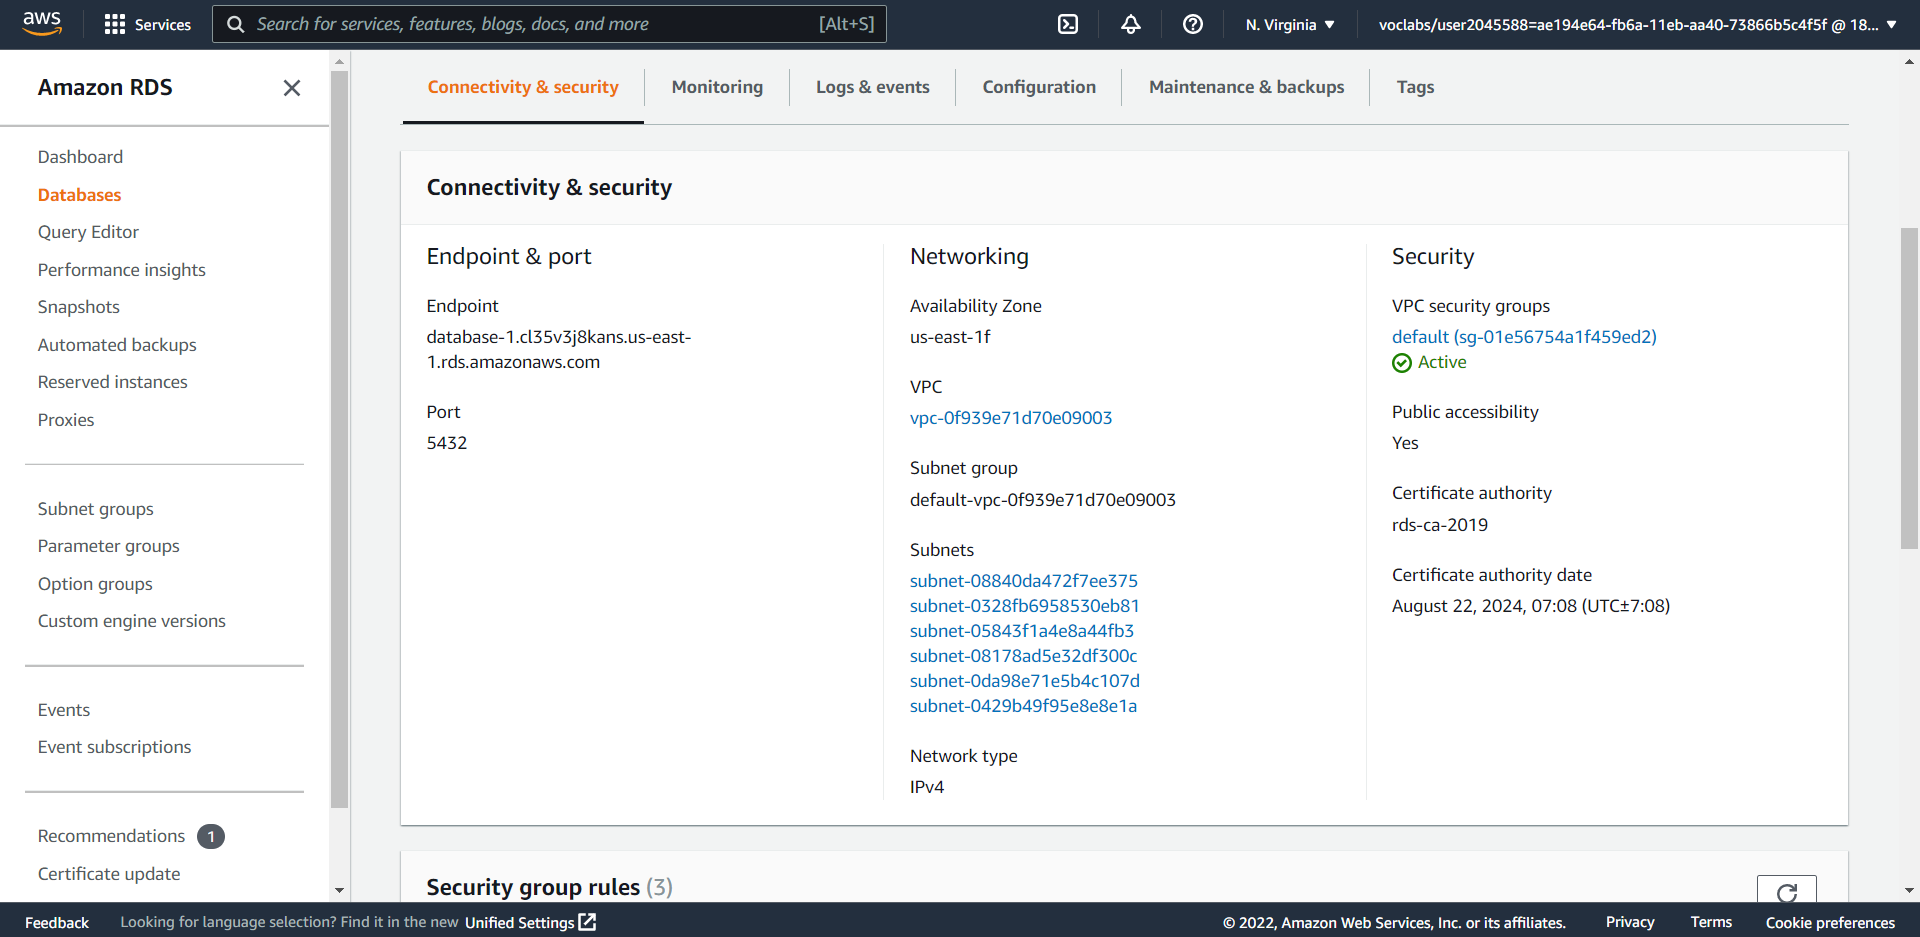 aws
Services
Search for services, features, blogs, docs, and more
[Alt+S]
N. Virginia
voclabs/user2045588=ae194e64-fb6a-11eb-aa40-73866b5c4f5f @ 18...
Amazon RDS
Dashboard
Databases
Query Editor
Performance insights
Snapshots
Automated backups
Reserved instances
Proxies
Subnet groups
Parameter groups
Option groups
Custom engine versions
Events
Event subscriptions
Recommendations 1
Certificate update
Connectivity & security
Monitoring
Logs & events
Configuration
Maintenance & backups
Tags
Connectivity & security
Endpoint & port
Endpoint
database-1.cl35v3j8kans.us-east-
1.rds.amazonaws.com
Port
5432
Networking
Availability Zone
us-east-1f
VPC
vpc-0f939e71d70e09003
Subnet group
default-vpc-0f939e71d70e09003
Subnets
subnet-08840da472f7ee375
subnet-0328fb6958530eb81
subnet-05843f1a4e8a44fb3
subnet-08178ad5e32df300c
subnet-0da98e71e5b4c107d
subnet-0429b49f95e8e8e1a
Network type
IPv4
Security
VPC security groups
default (sg-01e56754a1f459ed2)
Active
Public accessibility
Yes
Certificate authority
rds-ca-2019
Certificate authority date
August 22, 2024, 07:08 (UTC±7:08)
Security group rules (3)
Feedback
Looking for language selection? Find it in the new Unified Settings
© 2022, Amazon Web Services, Inc. or its affiliates.
Privacy
Terms
Cookie preferences